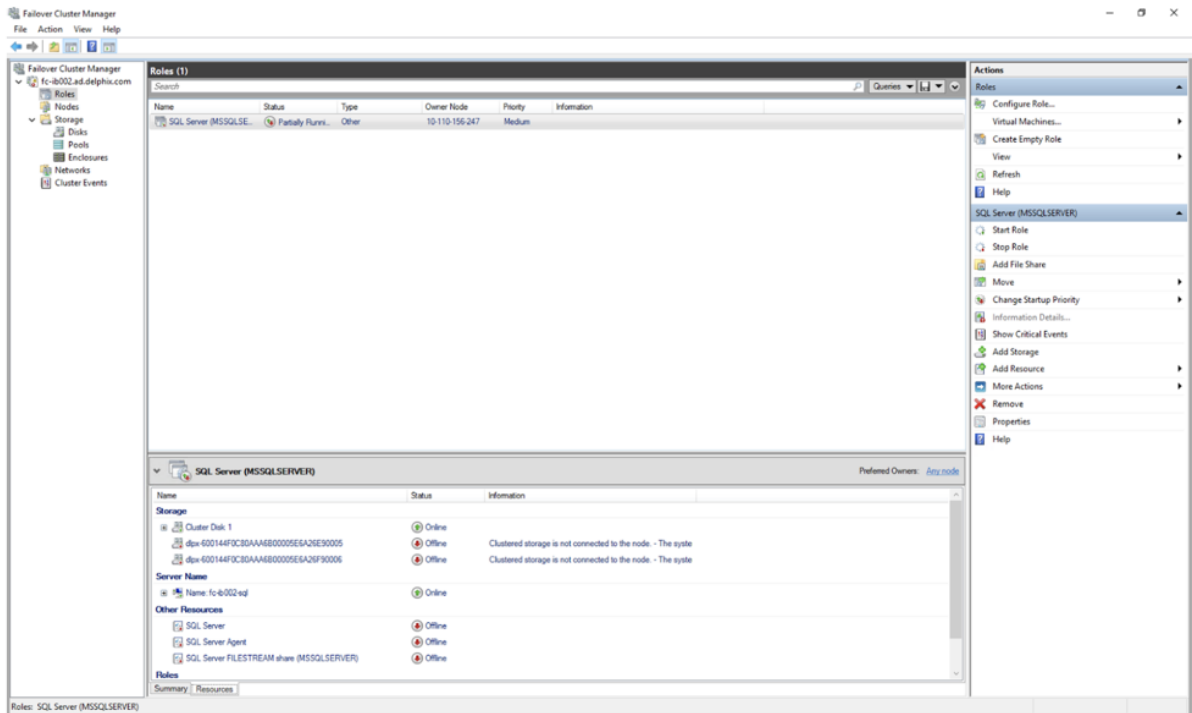 Failover Cluster Manager
File Action View Help
Failover Cluster Manager
fc-ib002.ad.delphix.com
Roles
Nodes
Storage
Disks
Pools
Enclosures
Networks
Cluster Events
Roles (1)
Search
Queries
Name Status Type Owner Node Priority Information
SQL Server (MSSQLSE... Partially Runni... Other 10-110-156-247 Medium
SQL Server (MSSQLSERVER) Preferred Owners: Any node
Name Status Information
Storage
Cluster Disk 1 Online
dlpx-600144F0C80AAA6B00005E6A26E90005 Offline Clustered storage is not connected to the node. - The syste
dlpx-600144F0C80AAA6B00005E6A26F90006 Offline Clustered storage is not connected to the node. - The syste
Server Name
Name: fc-ib002-sql Online
Other Resources
SQL Server Offline
SQL Server Agent Offline
SQL Server FILESTREAM share (MSSQLSERVER) Offline
Roles
Summary Resources
Actions
Roles
Configure Role...
Virtual Machines...
Create Empty Role
View
Refresh
Help
SQL Server (MSSQLSERVER)
Start Role
Stop Role
Add File Share
Move
Change Startup Priority
Information Details...
Show Critical Events
Add Storage
Add Resource
More Actions
Remove
Properties
Help
Roles: SQL Server (MSSQLSERVER)